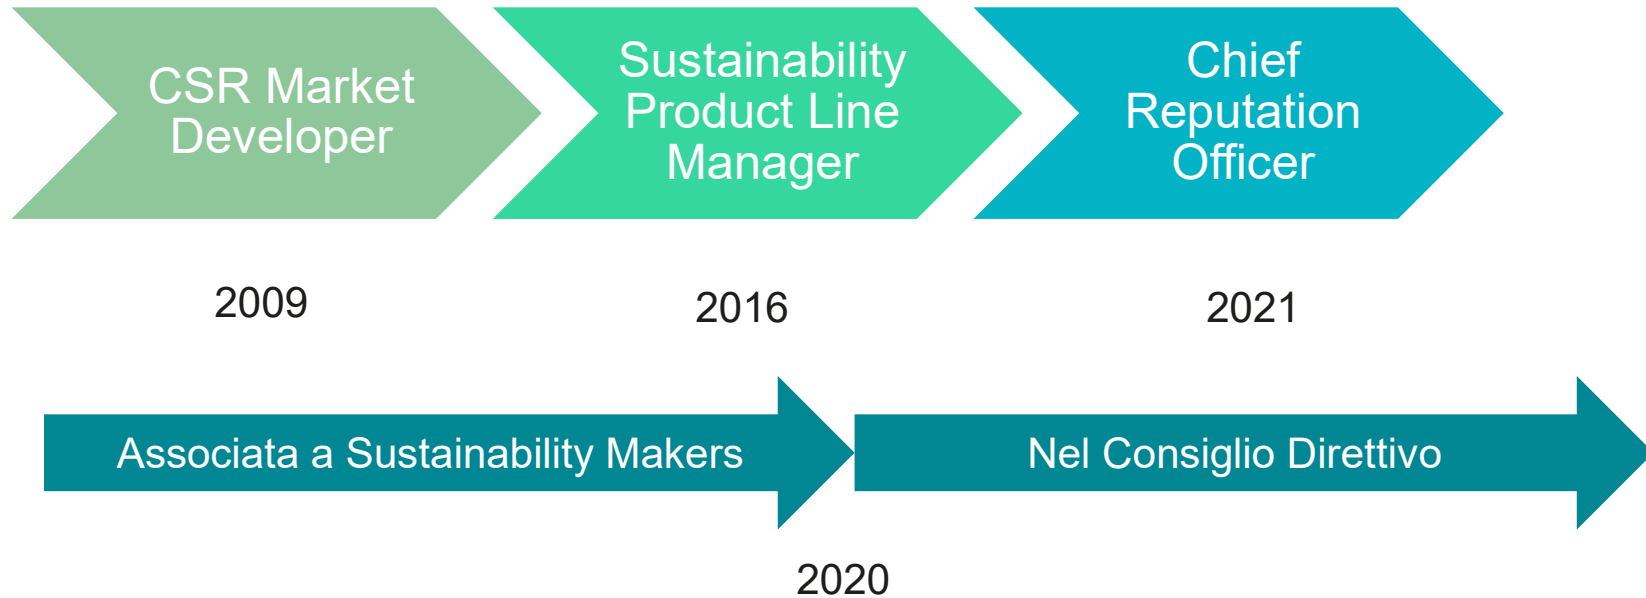 CSR Market
Developer
Sustainability
Product Line
Manager
Chief
Reputation
Officer
2009
2016
2021
Associata a Sustainability Makers
Nel Consiglio Direttivo
2020